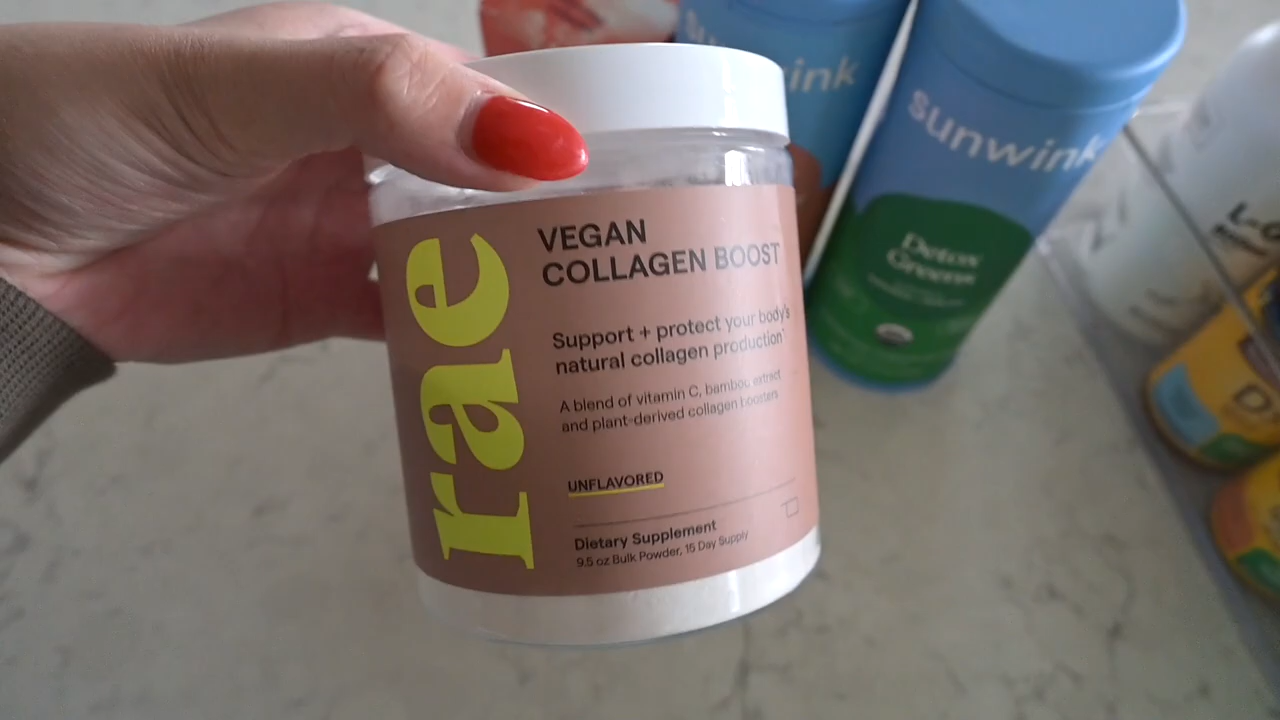 rae
VEGAN
COLLAGEN BOOST
Support + protect your body's
natural collagen production*
A blend of vitamin C, bamboo extract
and plant-derived collagen boosters
UNFLAVORED
Dietary Supplement
9.5 oz Bulk Powder, 15 Day Supply
sunwink
Detox
Greens